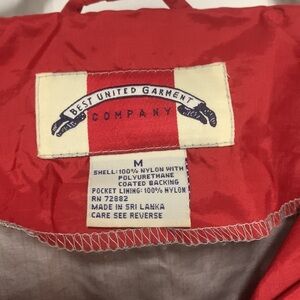 BEST UNITED GARMENT
COMPANY
M
SHELL: 100% NYLON WITH
POLYURETHANE
COATED BACKING
POCKET LINING: 100% NYLON
RN 72882
MADE IN SRI LANKA
CARE SEE REVERSE